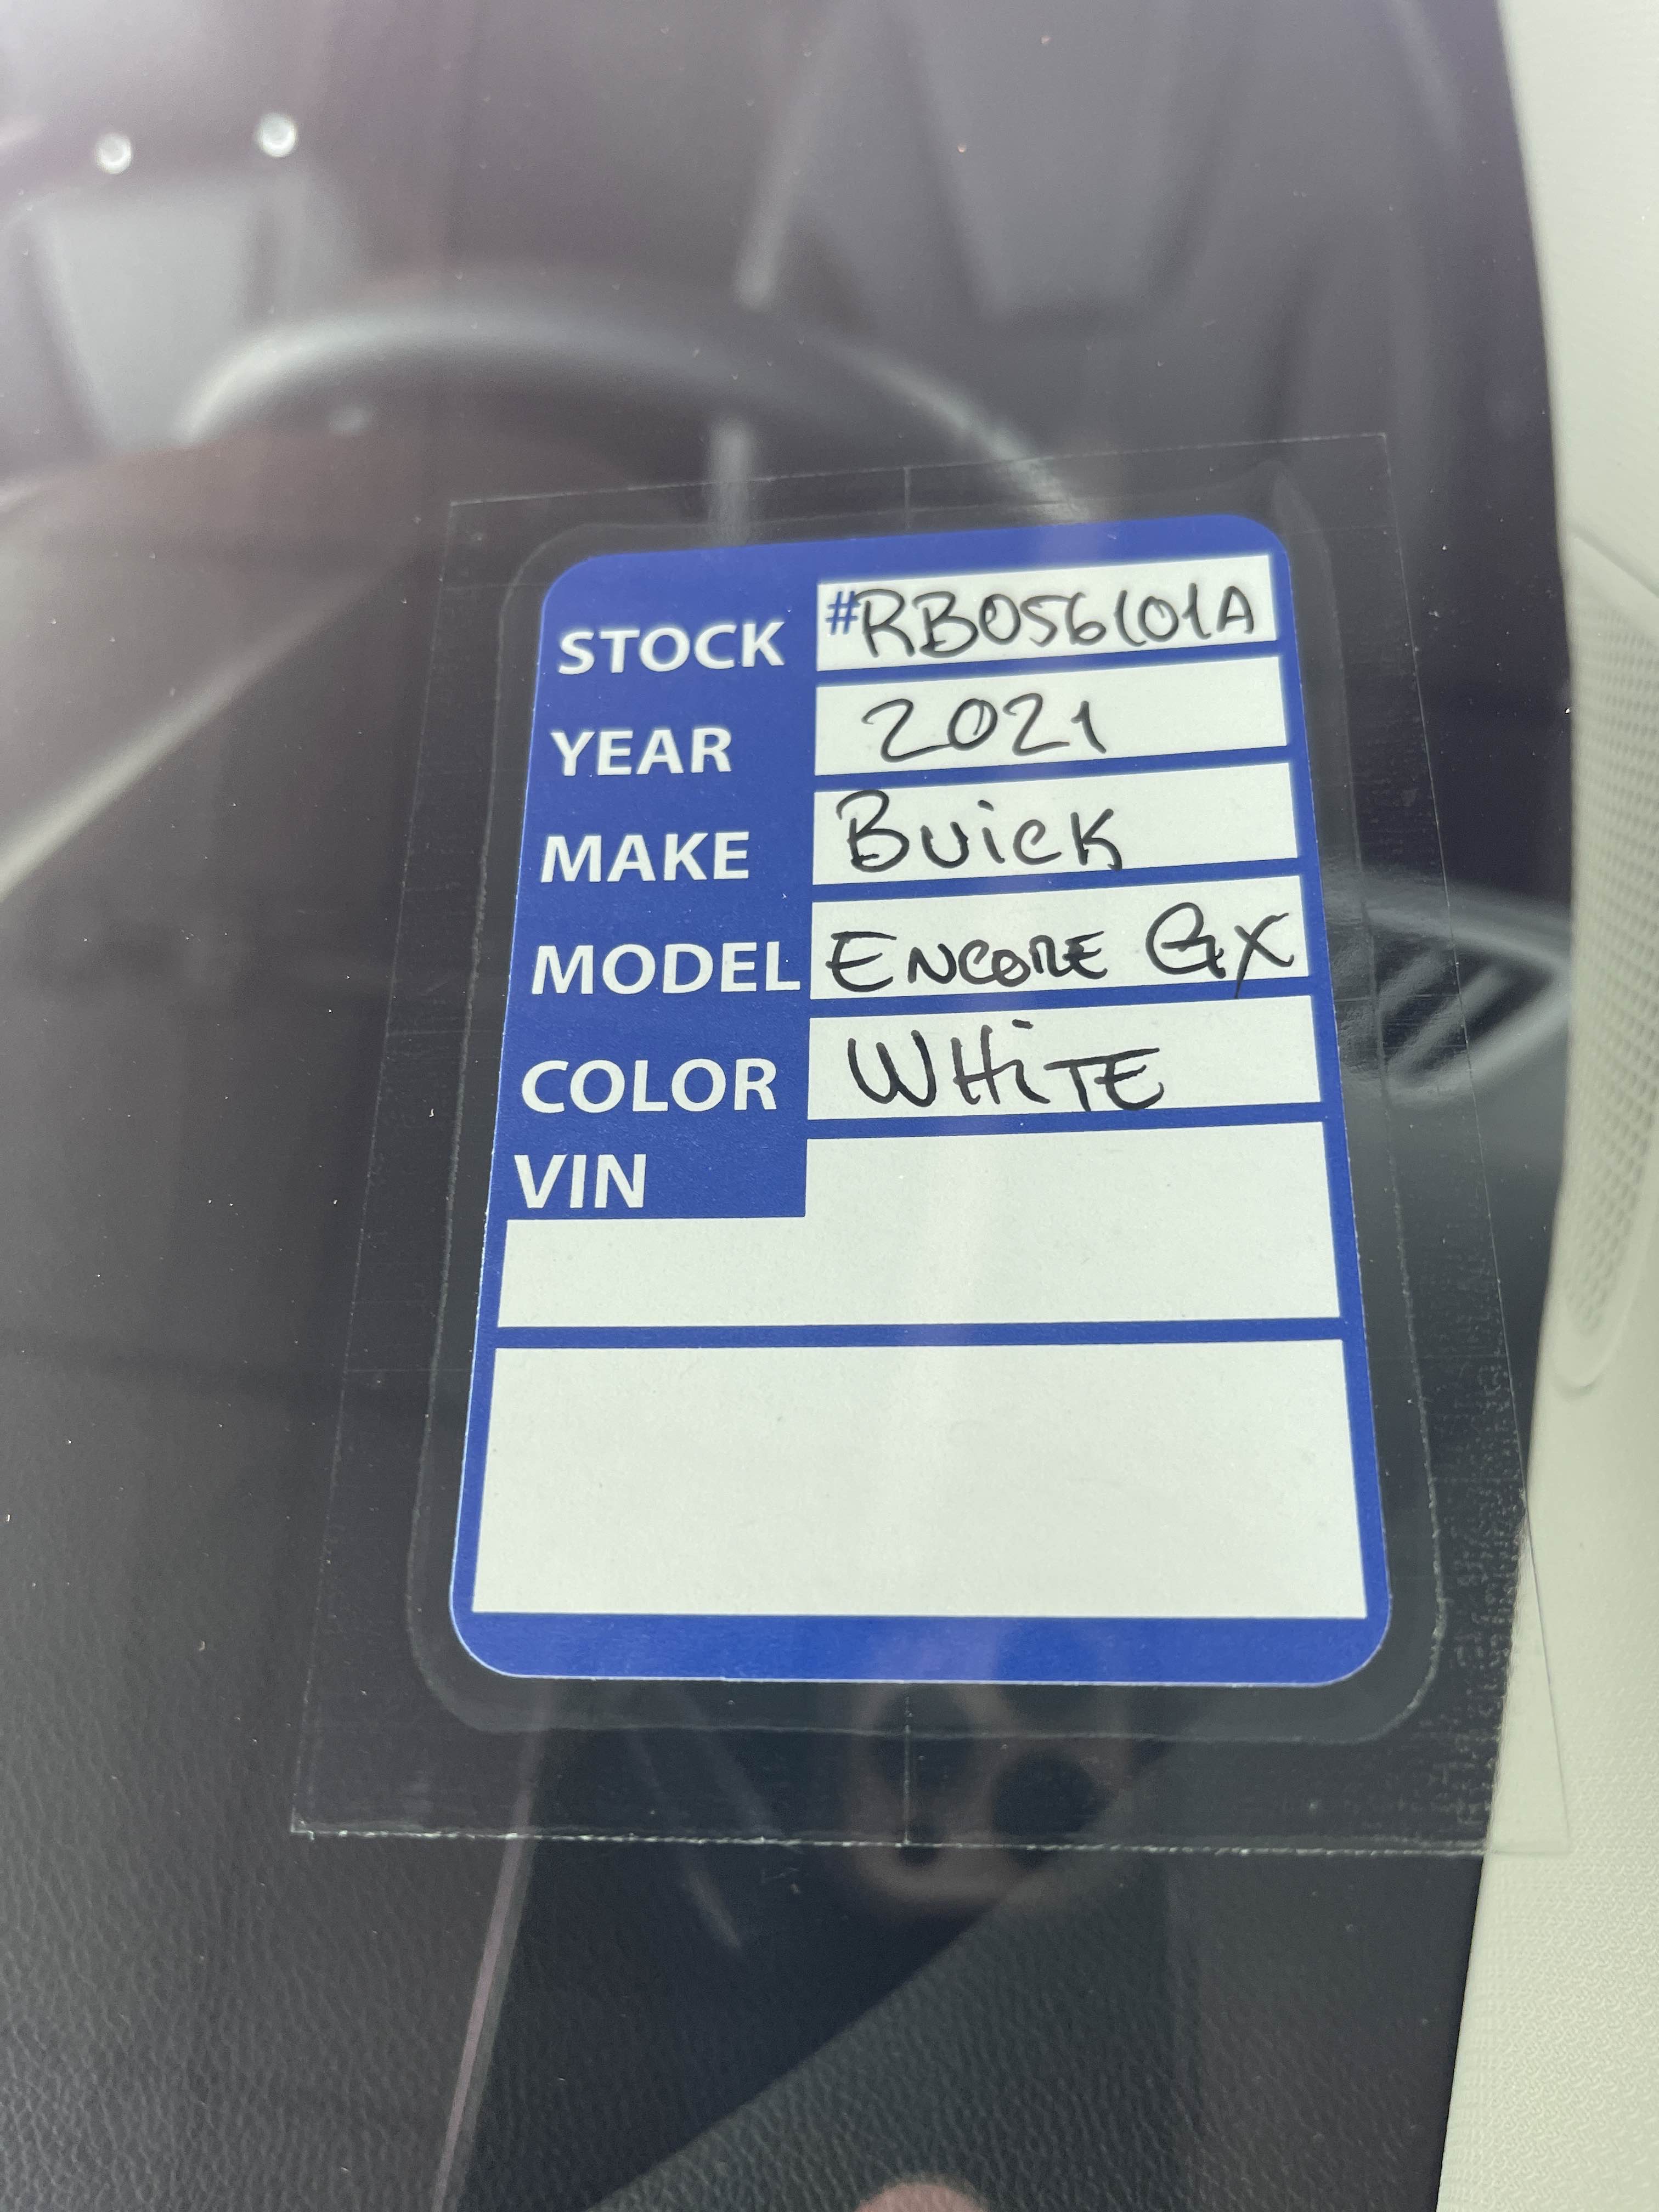 STOCK #RB056101A
YEAR 2021
MAKE Buick
MODEL ENCORE GX
COLOR WHiTE
VIN